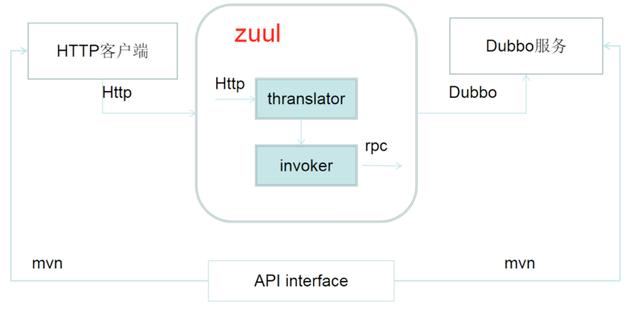 zuul
HTTP客户端
Dubbo服务
Http
Http
thranslator
Dubbo
invoker
rpc
mvn
API interface
mvn